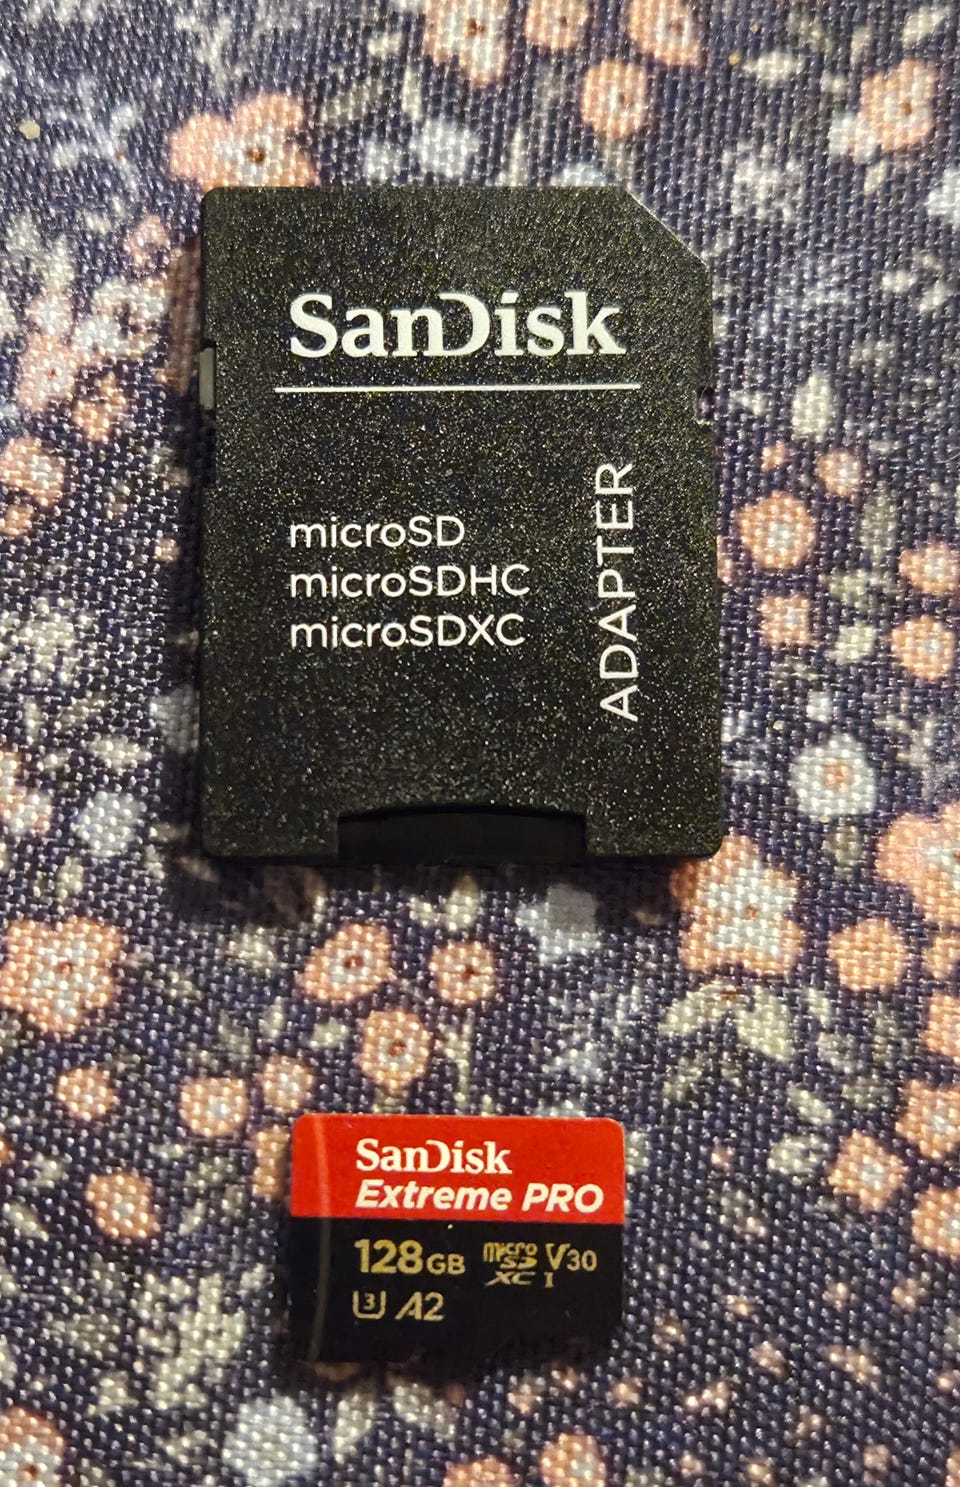 SanDisk
microSD
microSDHC
microSDXC
ADAPTER
SanDisk
Extreme PRO
128GB micro SD XC I V30
3 A2